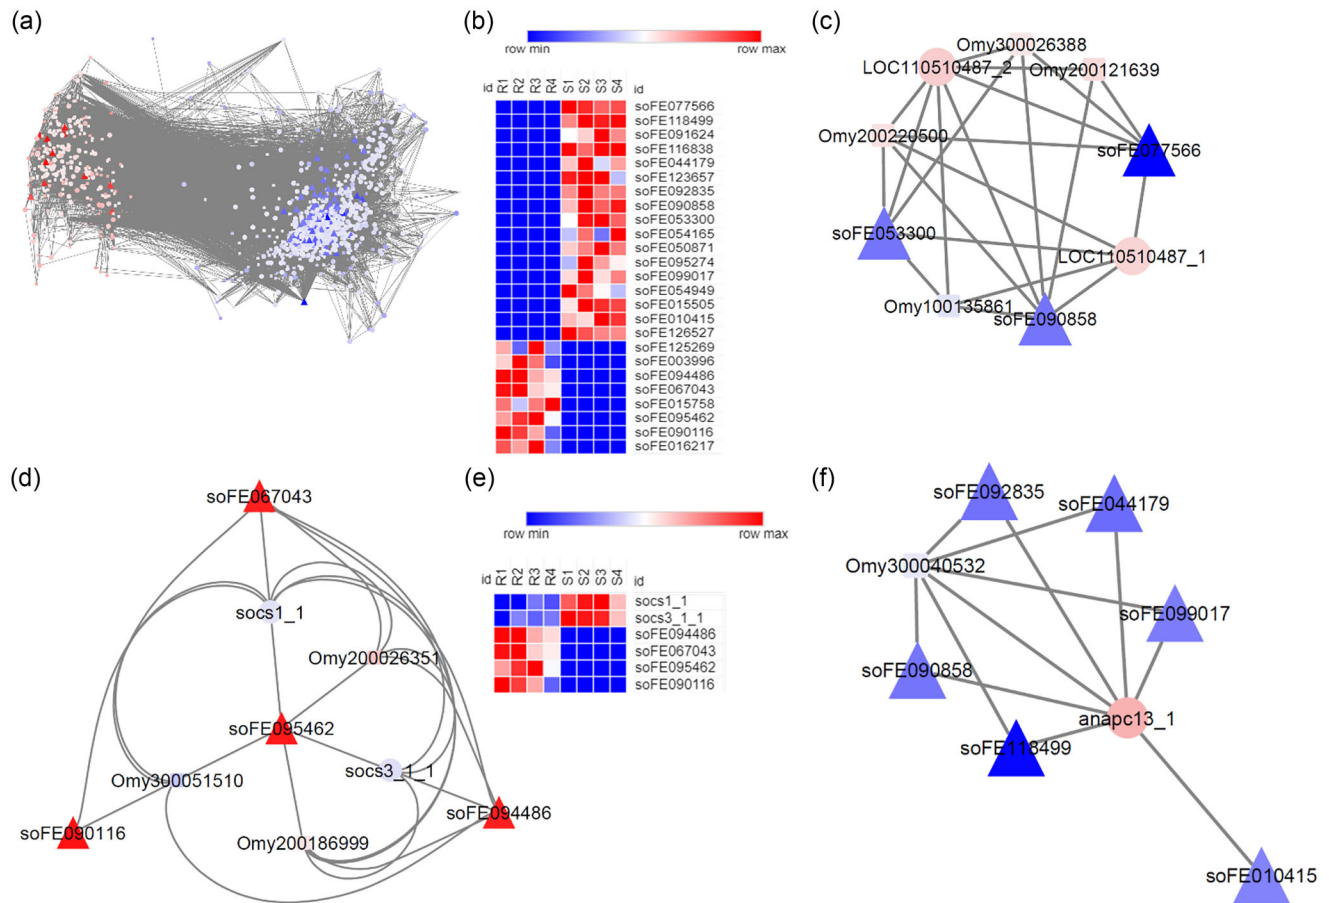 (a)
(b)
row min row max
id R1 R2 R3 R4 S1 S2 S3 S4 id
soFE077566
soFE118499
soFE091624
soFE116838
soFE044179
soFE123657
soFE092835
soFE090858
soFE053300
soFE054165
soFE050871
soFE095274
soFE099017
soFE054949
soFE015505
soFE010415
soFE126527
soFE125269
soFE003996
soFE094486
soFE067043
soFE015758
soFE095462
soFE090116
soFE016217
(c)
Omy300026388
LOC110510487_2
Omy200121639
Omy200220500
soFE077566
soFE053300
LOC110510487_1
Omy100135861
soFE090858
(d)
soFE067043
socs1_1
Omy200026351
soFE095462
socs3_1_1
Omy300051510
soFE094486
soFE090116
Omy200186999
(e)
row min row max
id R1 R2 R3 R4 S1 S2 S3 S4 id
socs1_1
socs3_1_1
soFE094486
soFE067043
soFE095462
soFE090116
(f)
soFE092835
soFE044179
Omy300040532
soFE099017
soFE090858
anapc13_1
soFE118499
soFE010415